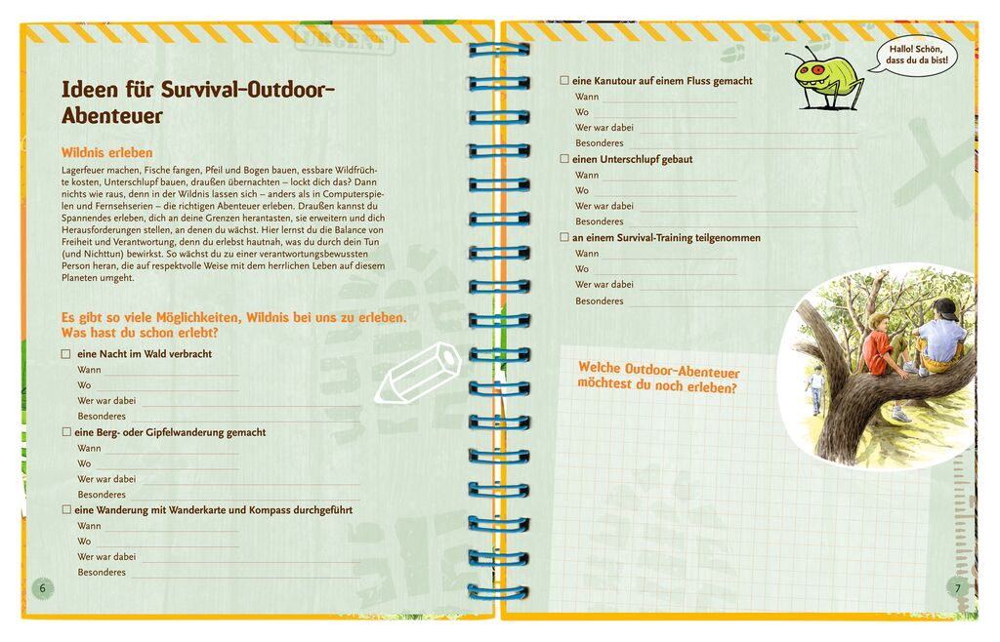 URGENT
Ideen für Survival-Outdoor-
Abenteuer
Wildnis erleben
Lagerfeuer machen, Fische fangen, Pfeil und Bogen bauen, essbare Wildfrüch-
te kosten, Unterschlupf bauen, draußen übernachten – lockt dich das? Dann
nichts wie raus, denn in der Wildnis lassen sich – anders als in Computerspie-
len und Fernsehserien – die richtigen Abenteuer erleben. Draußen kannst du
Spannendes erleben, dich an deine Grenzen herantasten, sie erweitern und dich
Herausforderungen stellen, an denen du wächst. Hier lernst du die Balance von
Freiheit und Verantwortung, denn du erlebst hautnah, was du durch dein Tun
(und Nichttun) bewirkst. So wächst du zu einer verantwortungsbewussten
Person heran, die auf respektvolle Weise mit dem herrlichen Leben auf diesem
Planeten umgeht.
Es gibt so viele Möglichkeiten, Wildnis bei uns zu erleben.
Was hast du schon erlebt?
eine Nacht im Wald verbracht
Wann
Wo
Wer war dabei
Besonderes
eine Berg- oder Gipfelwanderung gemacht
Wann
Wo
Wer war dabei
Besonderes
eine Wanderung mit Wanderkarte und Kompass durchgeführt
Wann
Wo
Wer war dabei
Besonderes
6
Hallo! Schön,
dass du da bist!
eine Kanutour auf einem Fluss gemacht
Wann
Wo
Wer war dabei
Besonderes
einen Unterschlupf gebaut
Wann
Wo
Wer war dabei
Besonderes
an einem Survival-Training teilgenommen
Wann
Wo
Wer war dabei
Besonderes
Welche Outdoor-Abenteuer
möchtest du noch erleben?
7